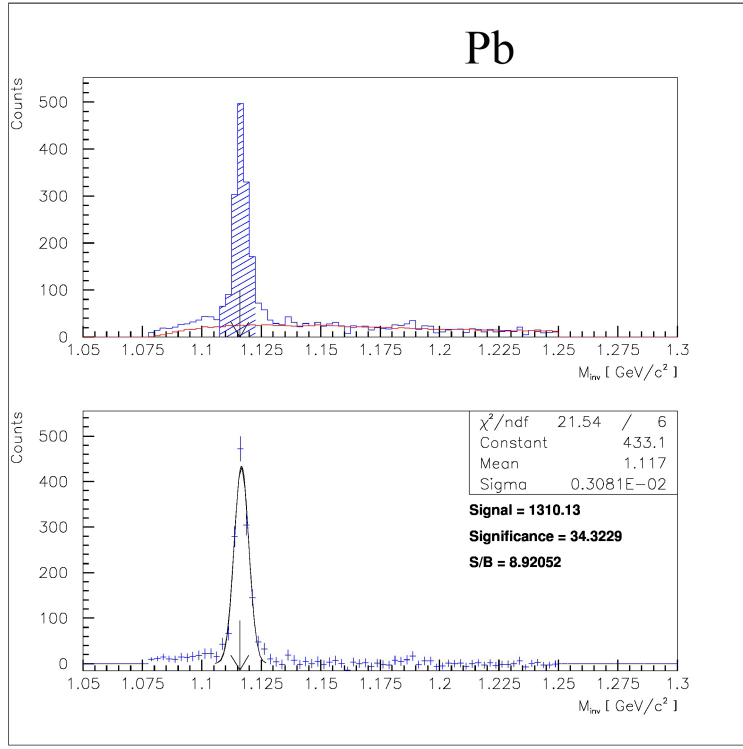 Pb
Counts
500
400
300
200
100
0
1.05 1.075 1.1 1.125 1.15 1.175 1.2 1.225 1.25 1.275 1.3
M_inv [ GeV/c² ]
Counts
500
400
300
200
100
0
χ²/ndf 21.54 / 6
Constant 433.1
Mean 1.117
Sigma 0.3081E-02
Signal = 1310.13
Significance = 34.3229
S/B = 8.92052
1.05 1.075 1.1 1.125 1.15 1.175 1.2 1.225 1.25 1.275 1.3
M_inv [ GeV/c² ]